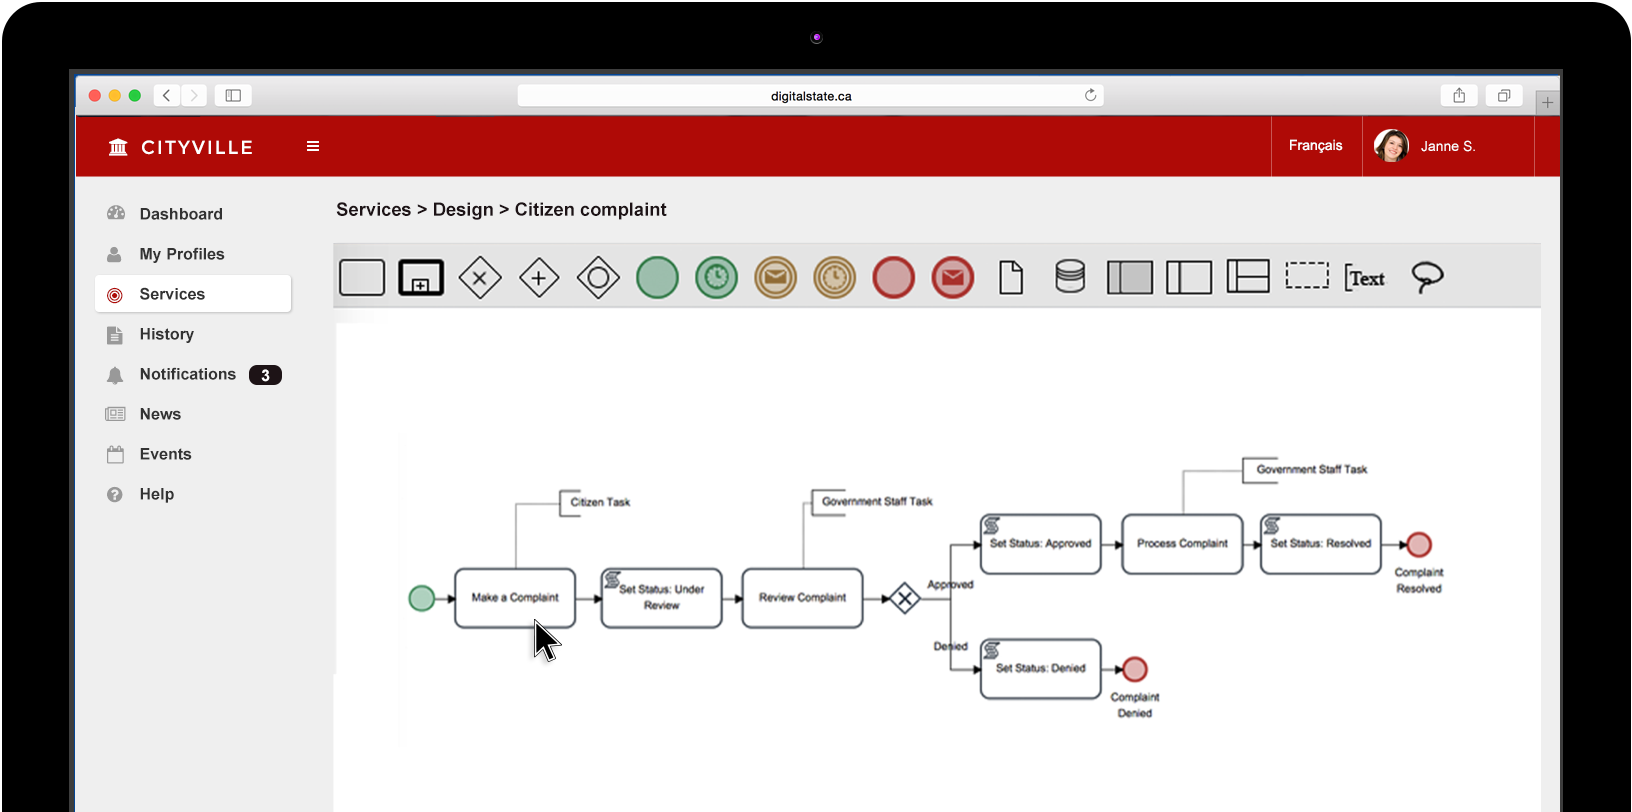 digitalstate.ca
CITYVILLE
Français
Janne S.
Dashboard
My Profiles
Services
History
Notifications 3
News
Events
Help
Services > Design > Citizen complaint
Text
Government Staff Task
Citizen Task
Government Staff Task
Set Status: Approved
Process Complaint
Set Status: Resolved
Complaint
Resolved
Approved
Make a Complaint
Set Status: Under
Review
Review Complaint
Denied
Set Status: Denied
Complaint
Denied